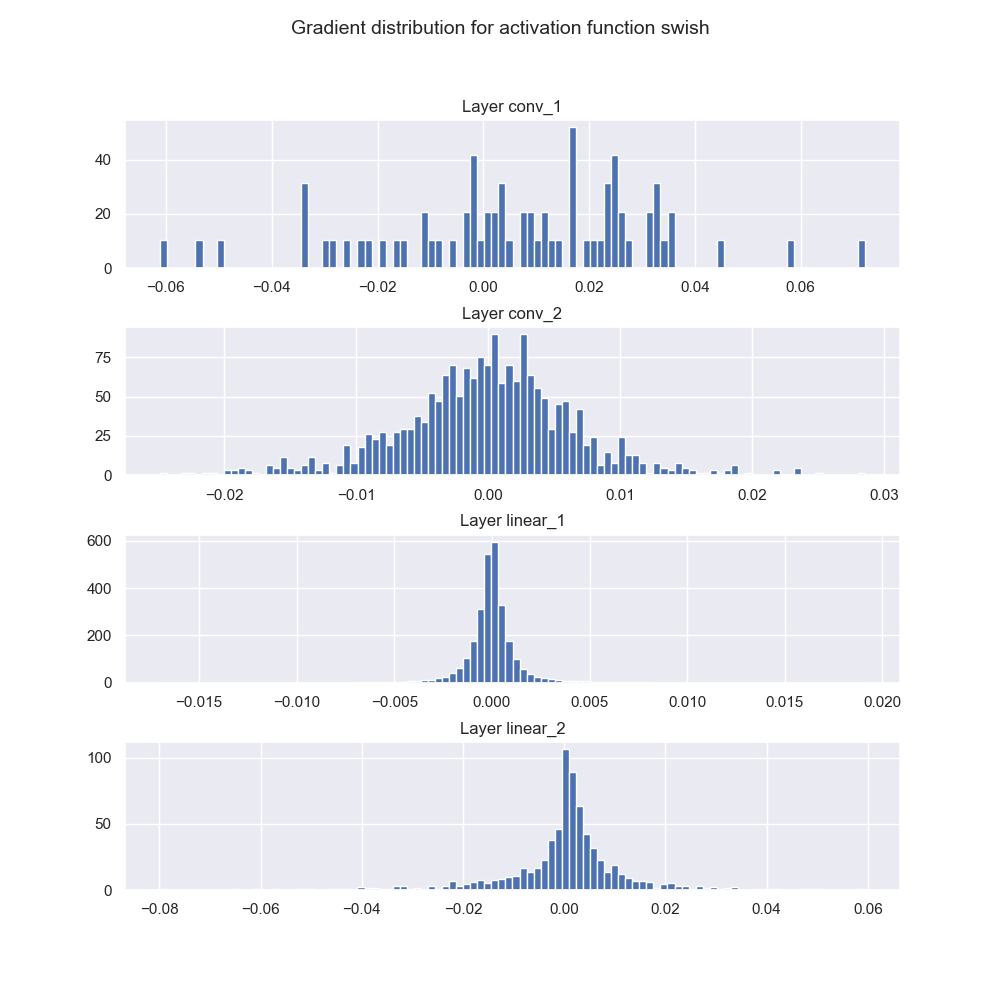 Gradient distribution for activation function swish
Layer conv_1
40
20
0
−0.06 −0.04 −0.02 0.00 0.02 0.04 0.06
Layer conv_2
75
50
25
0
−0.02 −0.01 0.00 0.01 0.02 0.03
Layer linear_1
600
400
200
0
−0.015 −0.010 −0.005 0.000 0.005 0.010 0.015 0.020
Layer linear_2
100
50
0
−0.08 −0.06 −0.04 −0.02 0.00 0.02 0.04 0.06